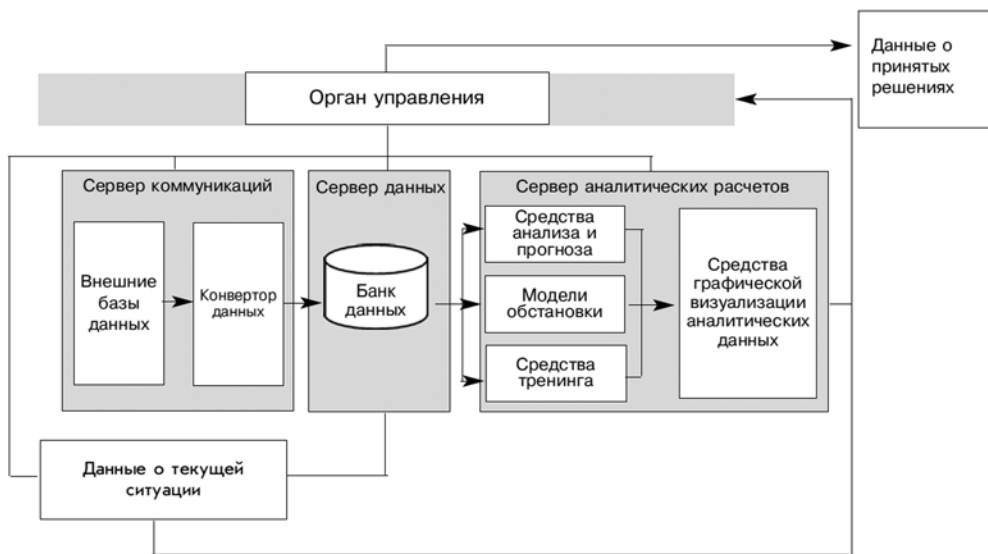 Данные о
принятых
решениях
Орган управления
Сервер коммуникаций
Внешние
базы
данных
Конвертор
данных
Сервер данных
Банк
данных
Сервер аналитических расчетов
Средства
анализа и
прогноза
Модели
обстановки
Средства
тренинга
Средства
графической
визуализации
аналитических
данных
Данные о текущей
ситуации